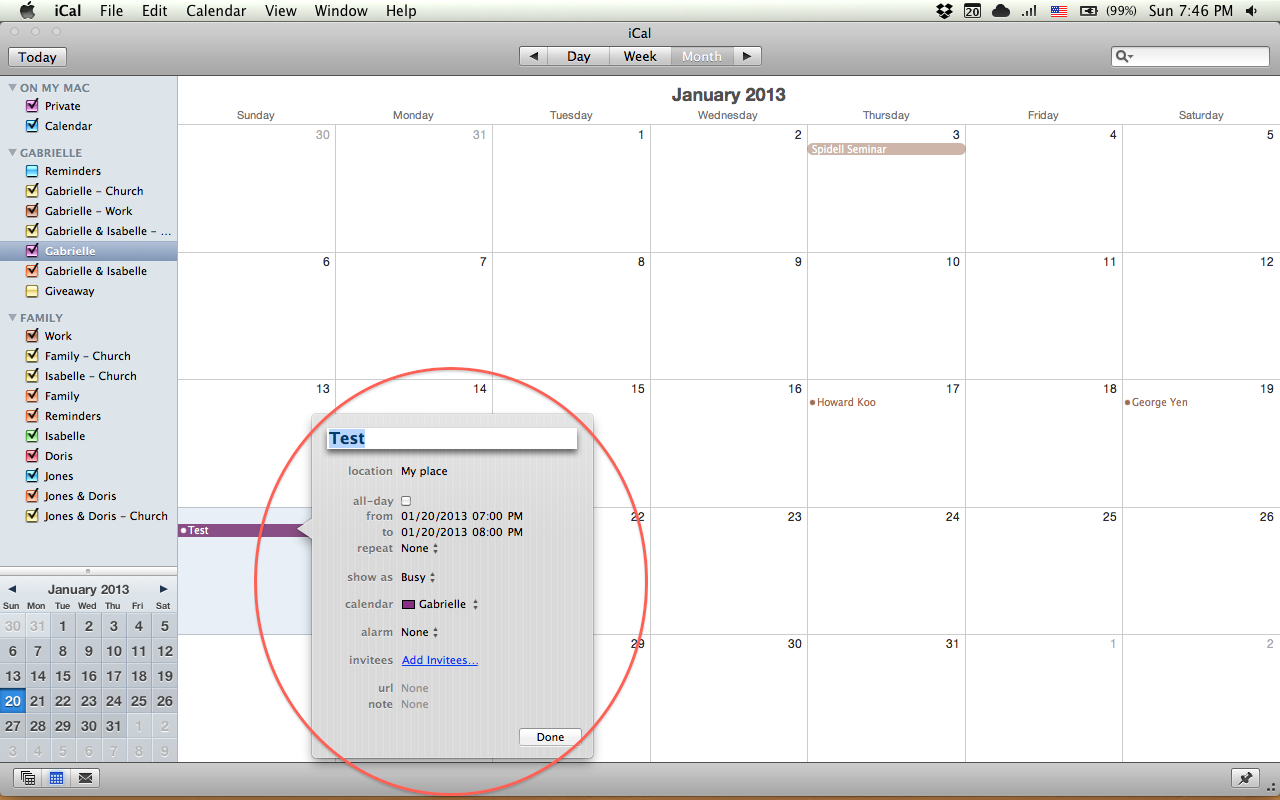 iCal File Edit Calendar View Window Help 20 (99%) Sun 7:46 PM
iCal
Today Day Week Month
ON MY MAC
Private
Calendar
GABRIELLE
Reminders
Gabrielle – Church
Gabrielle – Work
Gabrielle & Isabelle – ...
Gabrielle
Gabrielle & Isabelle
Giveaway
FAMILY
Work
Family – Church
Isabelle – Church
Family
Reminders
Isabelle
Doris
Jones
Jones & Doris
Jones & Doris – Church
January 2013
Sun Mon Tue Wed Thu Fri Sat
30 31 1 2 3 4 5
6 7 8 9 10 11 12
13 14 15 16 17 18 19
20 21 22 23 24 25 26
27 28 29 30 31 1 2
3 4 5 6 7 8 9
January 2013
Sunday Monday Tuesday Wednesday Thursday Friday Saturday
30 31 1 2 3 4 5
Spidell Seminar
6 7 8 9 10 11 12
13 14 15 16 17 18 19
Howard Koo George Yen
22 23 24 25 26
Test
29 30 31 1 2
Test
location My place
all-day
from 01/20/2013 07:00 PM
to 01/20/2013 08:00 PM
repeat None
show as Busy
calendar Gabrielle
alarm None
invitees Add Invitees...
url None
note None
Done